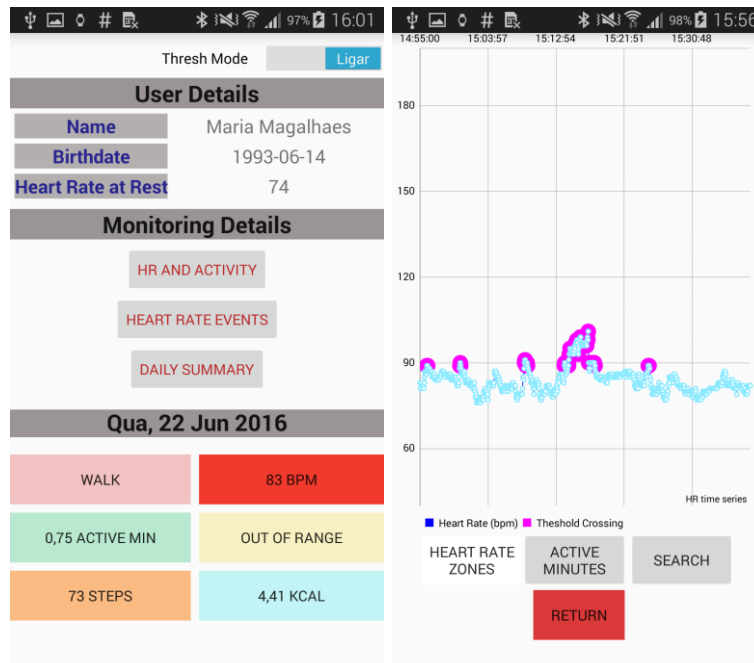 97% 16:01
Thresh Mode Ligar
User Details
Name Maria Magalhaes
Birthdate 1993-06-14
Heart Rate at Rest 74
Monitoring Details
HR AND ACTIVITY
HEART RATE EVENTS
DAILY SUMMARY
Qua, 22 Jun 2016
WALK 83 BPM
0,75 ACTIVE MIN OUT OF RANGE
73 STEPS 4,41 KCAL
98% 15:56
14:55:00 15:03:57 15:12:54 15:21:51 15:30:48
180
150
120
90
60
HR time series
Heart Rate (bpm) Theshold Crossing
HEART RATE ZONES
ACTIVE MINUTES
SEARCH
RETURN